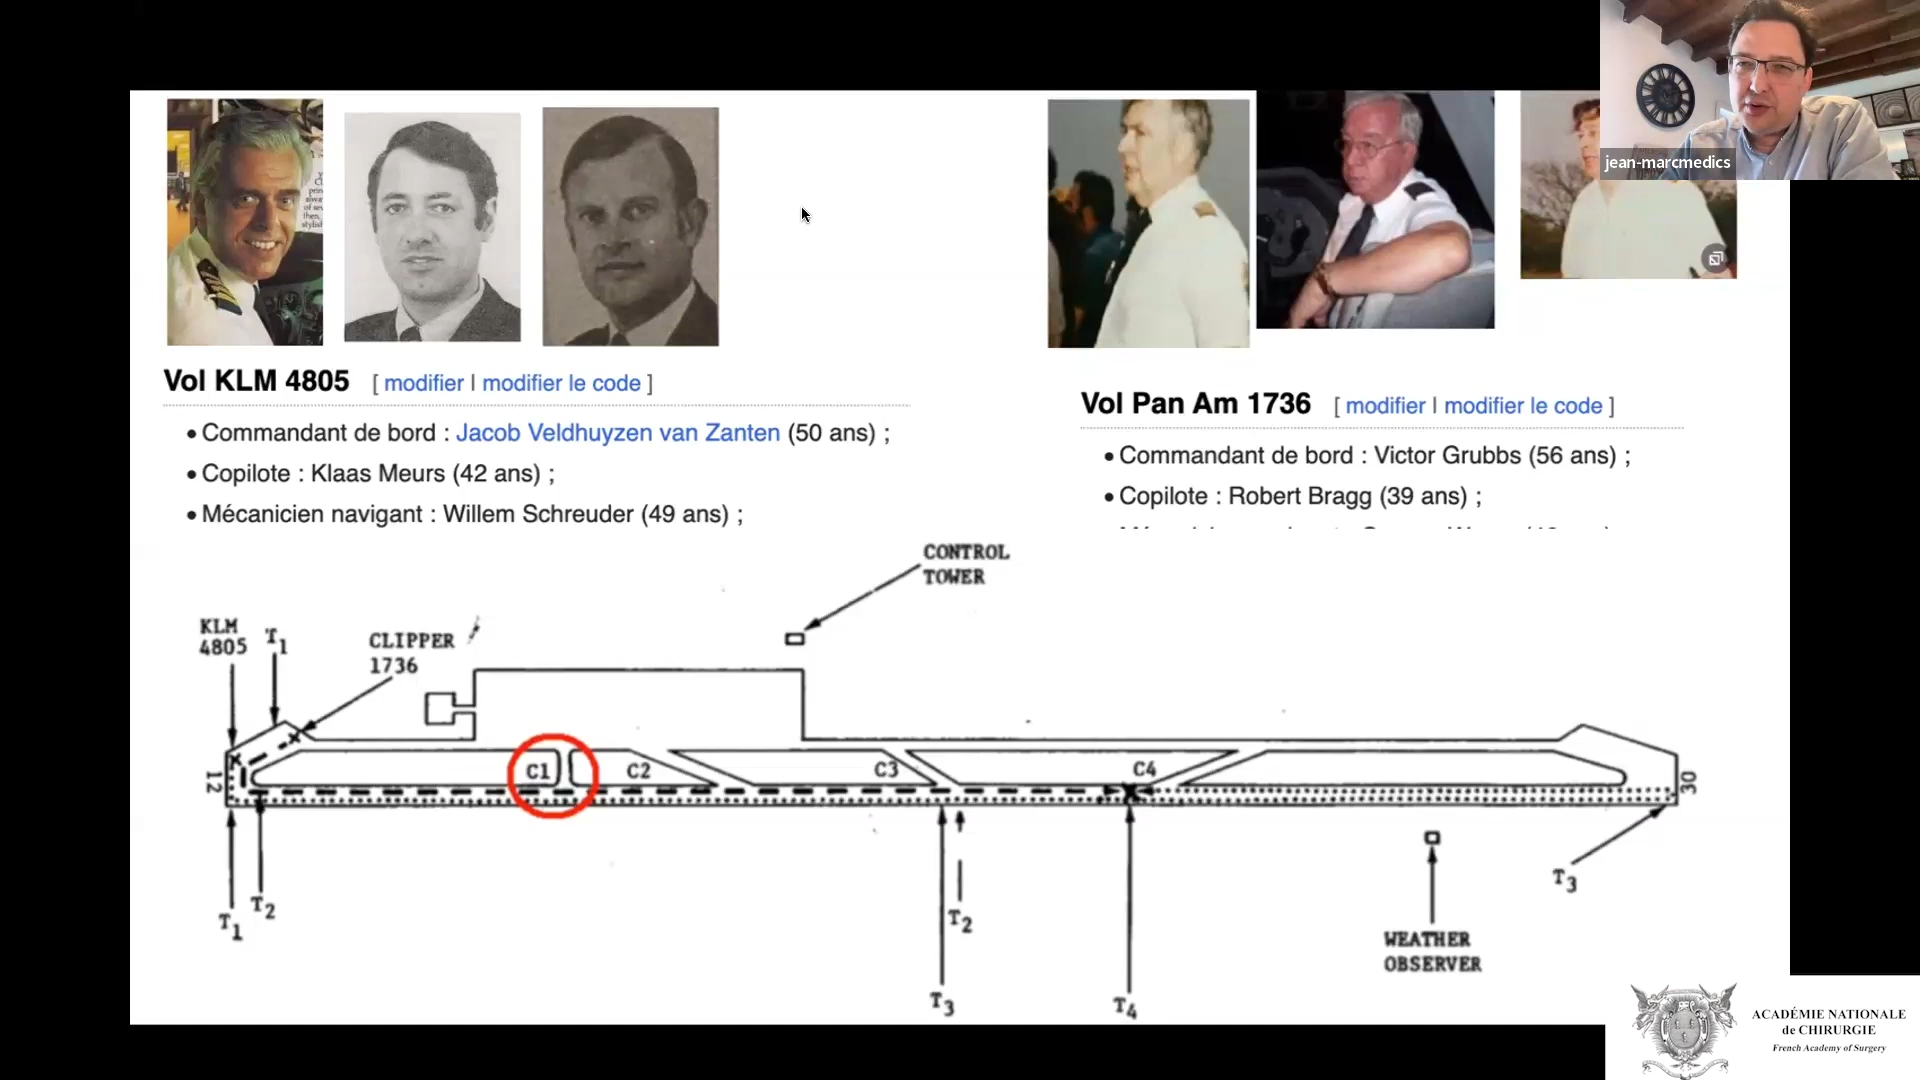 jean-marcmedics
Vol KLM 4805 [ modifier | modifier le code ]
• Commandant de bord : Jacob Veldhuyzen van Zanten (50 ans) ;
• Copilote : Klaas Meurs (42 ans) ;
• Mécanicien navigant : Willem Schreuder (49 ans) ;
Vol Pan Am 1736 [ modifier | modifier le code ]
• Commandant de bord : Victor Grubbs (56 ans) ;
• Copilote : Robert Bragg (39 ans) ;
CONTROL
TOWER
KLM
4805
T1
CLIPPER
1736
12
C1
C2
C3
C4
30
T1
T2
T3
T2
T4
T3
WEATHER
OBSERVER
ACADÉMIE NATIONALE
de CHIRURGIE
French Academy of Surgery